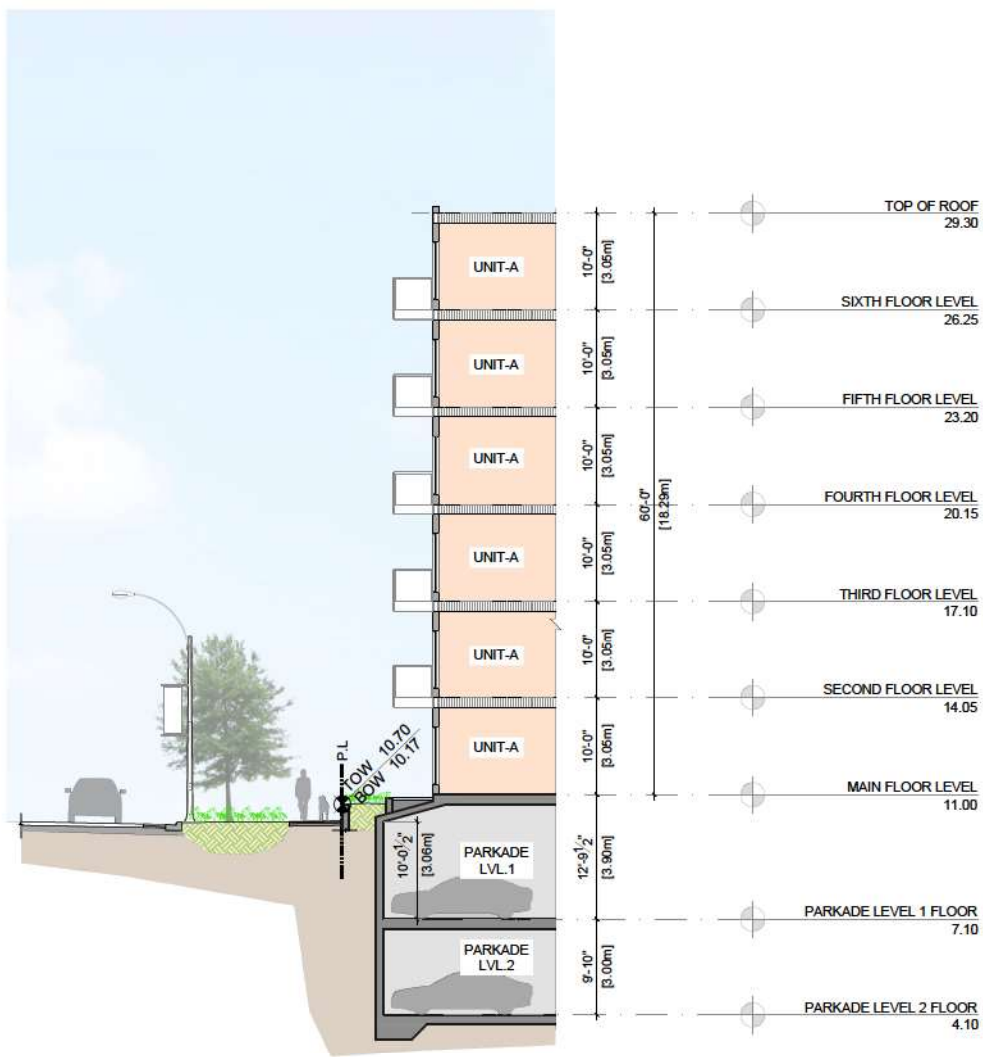 TOP OF ROOF
29.30
10'-0"
[3.05m]
UNIT-A
SIXTH FLOOR LEVEL
26.25
10'-0"
[3.05m]
UNIT-A
FIFTH FLOOR LEVEL
23.20
10'-0"
[3.05m]
UNIT-A
60'-0"
[18.29m]
FOURTH FLOOR LEVEL
20.15
10'-0"
[3.05m]
UNIT-A
THIRD FLOOR LEVEL
17.10
10'-0"
[3.05m]
UNIT-A
SECOND FLOOR LEVEL
14.05
10'-0"
[3.05m]
UNIT-A
P.L
TOW 10.70
BOW 10.17
MAIN FLOOR LEVEL
11.00
10'-0½"
[3.06m]
PARKADE
LVL.1
12'-9½"
[3.90m]
PARKADE LEVEL 1 FLOOR
7.10
PARKADE
LVL.2
9'-10"
[3.00m]
PARKADE LEVEL 2 FLOOR
4.10